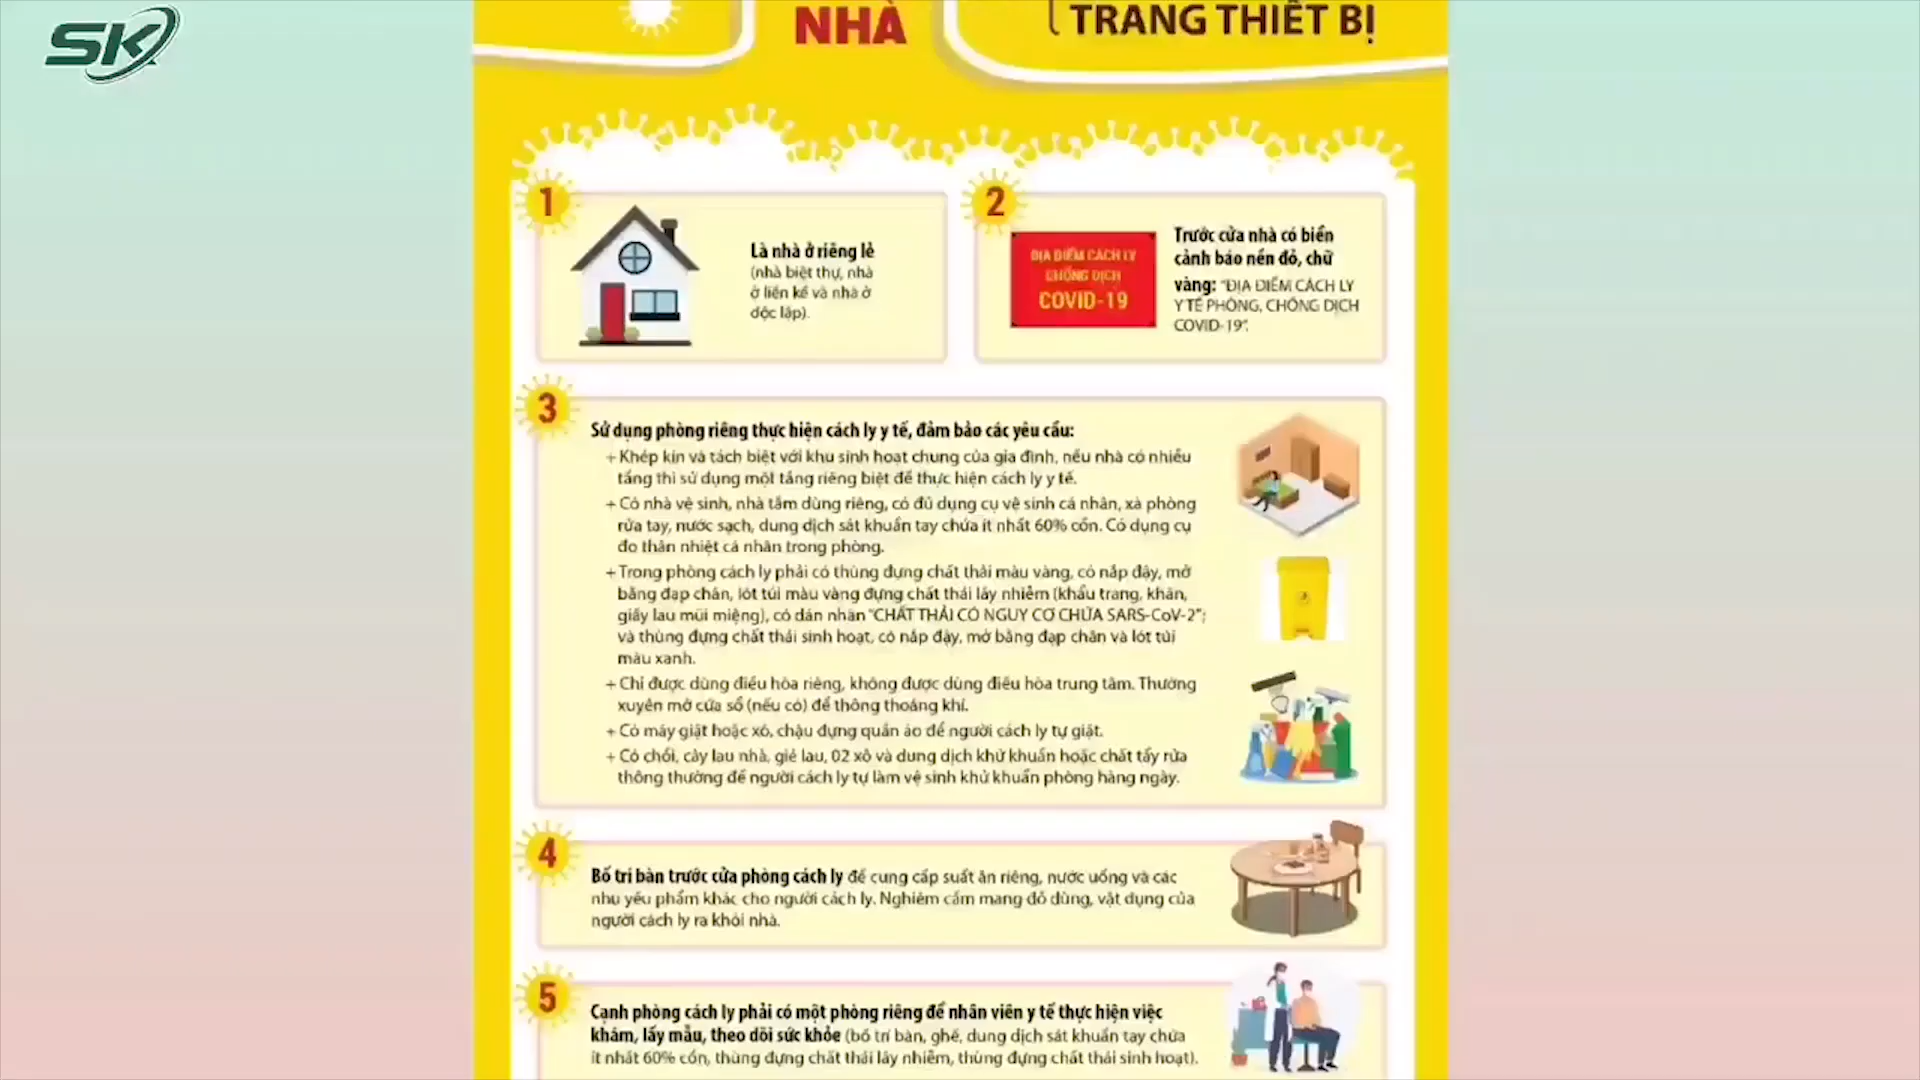 SK
NHÀ
TRANG THIẾT BỊ
1
Là nhà ở riêng lẻ
(nhà biệt thự, nhà
ở liền kề và nhà ở
độc lập).
2
ĐỊA ĐIỂM CÁCH LY
CHỐNG DỊCH
COVID-19
Trước cửa nhà có biển
cảnh báo nền đỏ, chữ
vàng: "ĐỊA ĐIỂM CÁCH LY
Y TẾ PHÒNG, CHỐNG DỊCH
COVID-19".
3
Sử dụng phòng riêng thực hiện cách ly y tế, đảm bảo các yêu cầu:
+ Khép kín và tách biệt với khu sinh hoạt chung của gia đình, nếu nhà có nhiều
tầng thì sử dụng một tầng riêng biệt để thực hiện cách ly y tế.
+ Có nhà vệ sinh, nhà tắm dùng riêng, có đủ dụng cụ vệ sinh cá nhân, xà phòng
rửa tay, nước sạch, dung dịch sát khuẩn tay chứa ít nhất 60% cồn. Có dụng cụ
đo thân nhiệt cá nhân trong phòng.
+ Trong phòng cách ly phải có thùng đựng chất thải màu vàng, có nắp đậy, mở
bằng đạp chân, lót túi màu vàng đựng chất thải lây nhiễm (khẩu trang, khăn,
giấy lau mũi miệng), có dán nhãn "CHẤT THẢI CÓ NGUY CƠ CHỨA SARS-CoV-2";
và thùng đựng chất thải sinh hoạt, có nắp đậy, mở bằng đạp chân và lót túi
màu xanh.
+ Chỉ được dùng điều hòa riêng, không được dùng điều hòa trung tâm. Thường
xuyên mở cửa sổ (nếu có) để thông thoáng khí.
+ Có máy giặt hoặc xô, chậu đựng quần áo để người cách ly tự giặt.
+ Có chổi, cây lau nhà, giẻ lau, 02 xô và dung dịch khử khuẩn hoặc chất tẩy rửa
thông thường để người cách ly tự làm vệ sinh khử khuẩn phòng hàng ngày.
4
Bố trí bàn trước cửa phòng cách ly để cung cấp suất ăn riêng, nước uống và các
nhu yếu phẩm khác cho người cách ly. Nghiêm cấm mang đồ dùng, vật dụng của
người cách ly ra khỏi nhà.
5
Cạnh phòng cách ly phải có một phòng riêng để nhân viên y tế thực hiện việc
khám, lấy mẫu, theo dõi sức khỏe (bố trí bàn, ghế, dung dịch sát khuẩn tay chứa
ít nhất 60% cồn, thùng đựng chất thải lây nhiễm, thùng đựng chất thải sinh hoạt).